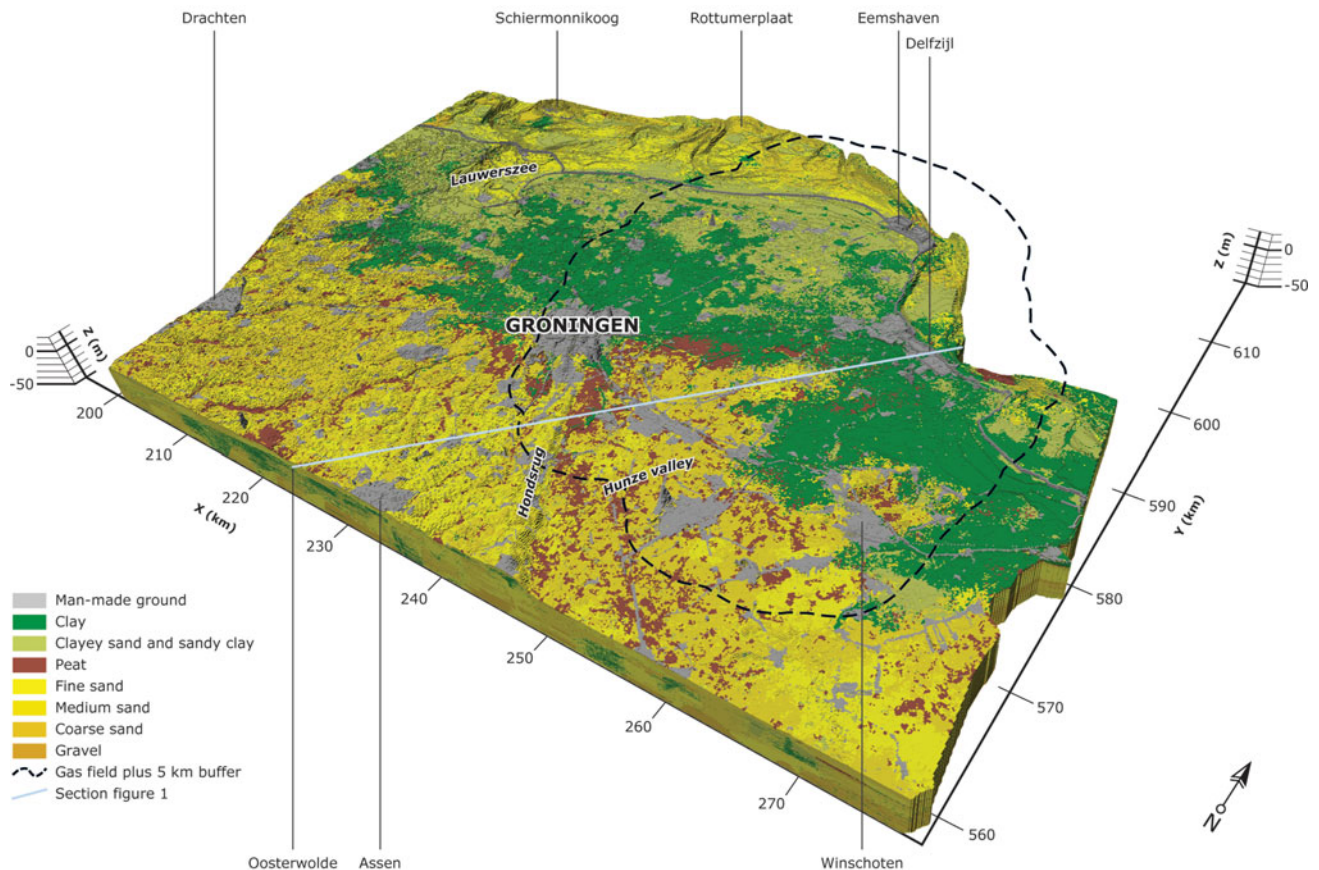 Drachten
Schiermonnikoog
Rottumerplaat
Eemshaven
Delfzijl
Lauwerszee
GRONINGEN
Hondsrug
Hunze valley
Z (m)
0
-50
Z (m)
0
-50
200
210
220
230
240
250
260
270
X (km)
610
600
590
580
570
560
Y (km)
Man-made ground
Clay
Clayey sand and sandy clay
Peat
Fine sand
Medium sand
Coarse sand
Gravel
Gas field plus 5 km buffer
Section figure 1
Oosterwolde
Assen
Winschoten
N